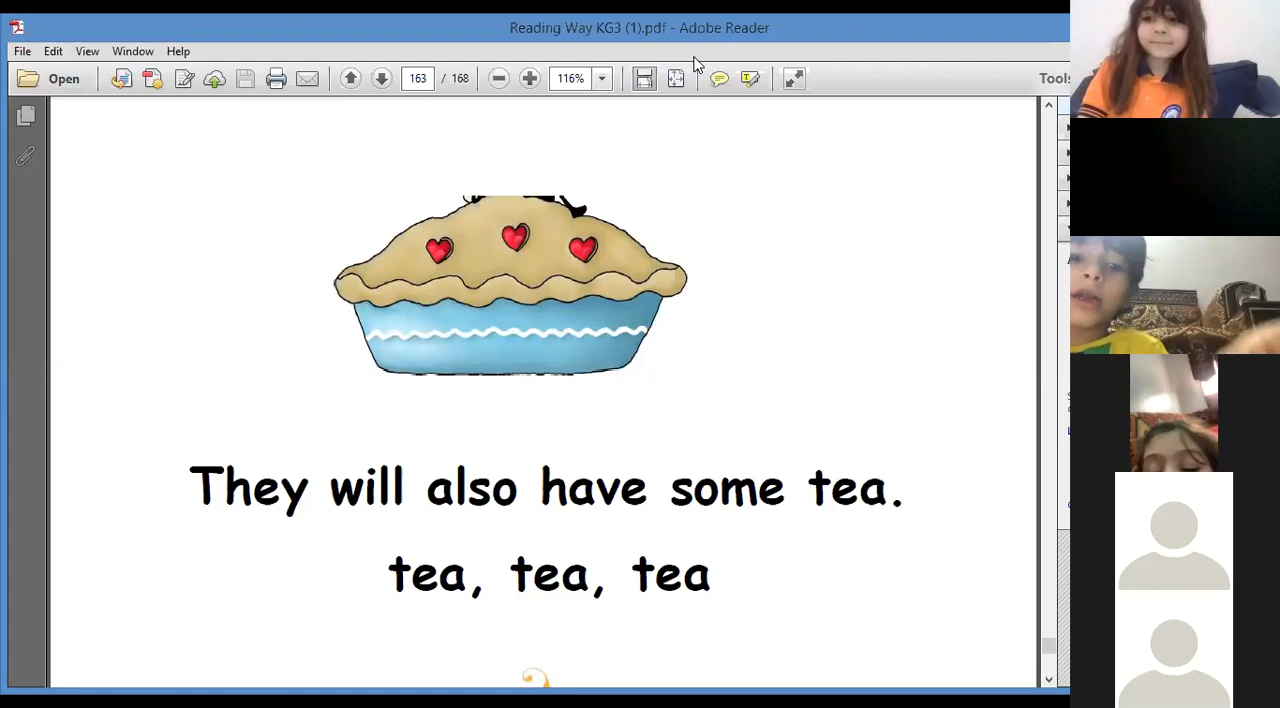 Reading Way KG3 (1).pdf - Adobe Reader
File Edit View Window Help
Open 163 / 168 116% Tools
They will also have some tea.
tea, tea, tea